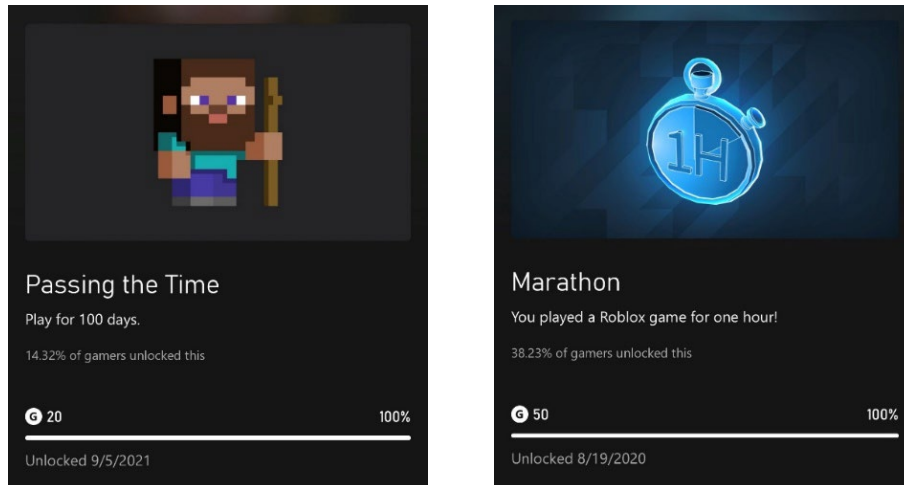 Passing the Time
Play for 100 days.
14.32% of gamers unlocked this
G 20 100%
Unlocked 9/5/2021
1H
Marathon
You played a Roblox game for one hour!
38.23% of gamers unlocked this
G 50 100%
Unlocked 8/19/2020